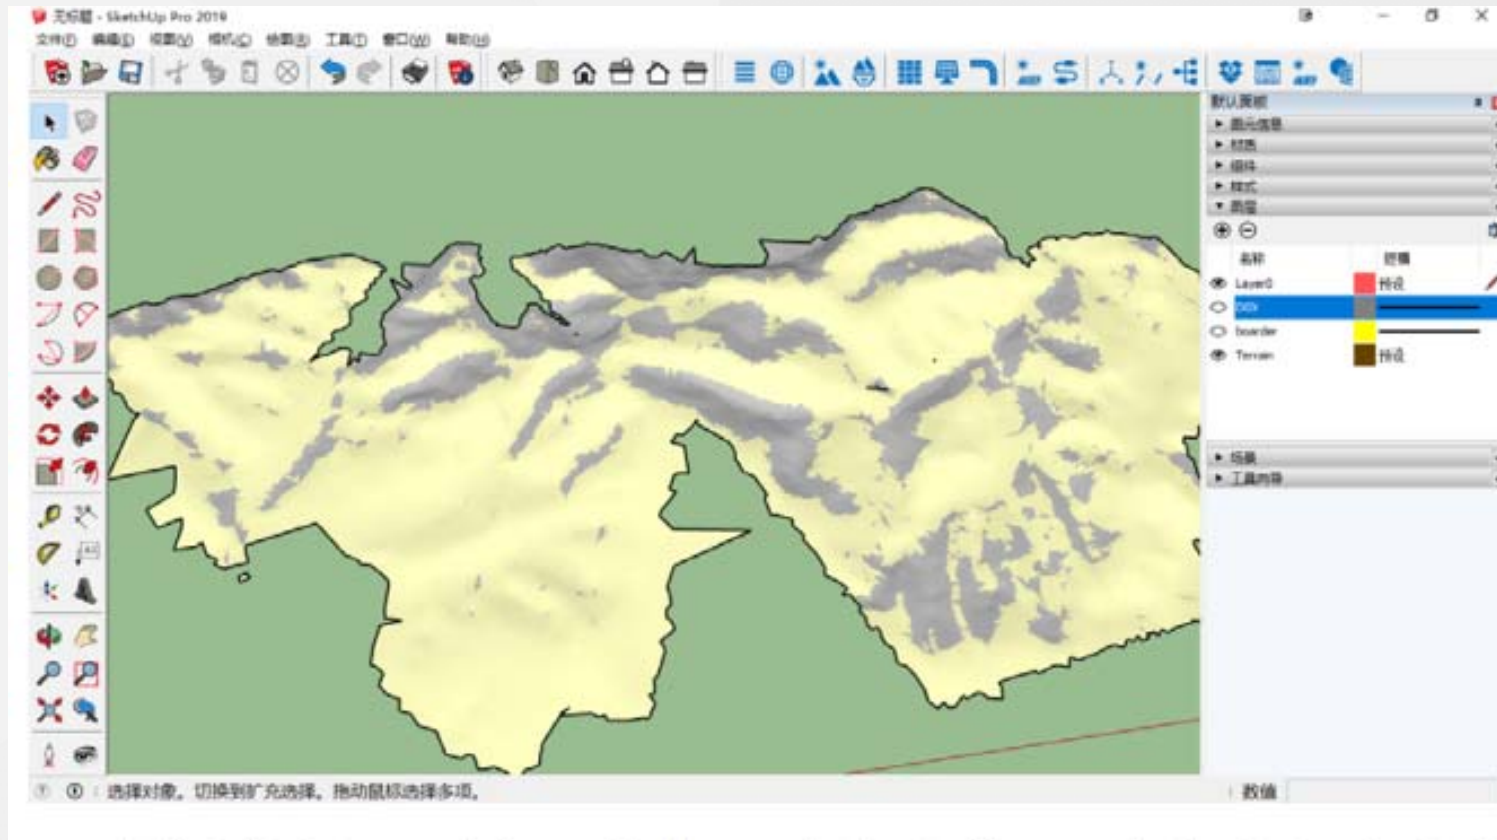 无标题 - SketchUp Pro 2019
文件(F) 编辑(E) 视图(V) 相机(C) 绘图(R) 工具(T) 窗口(W) 帮助(H)
默认面板
图元信息
材质
组件
样式
图层
名称
Layer0 预设
boarder
Terrain 预设
场景
工具向导
选择对象。切换到扩充选择。拖动鼠标选择多项。
数值